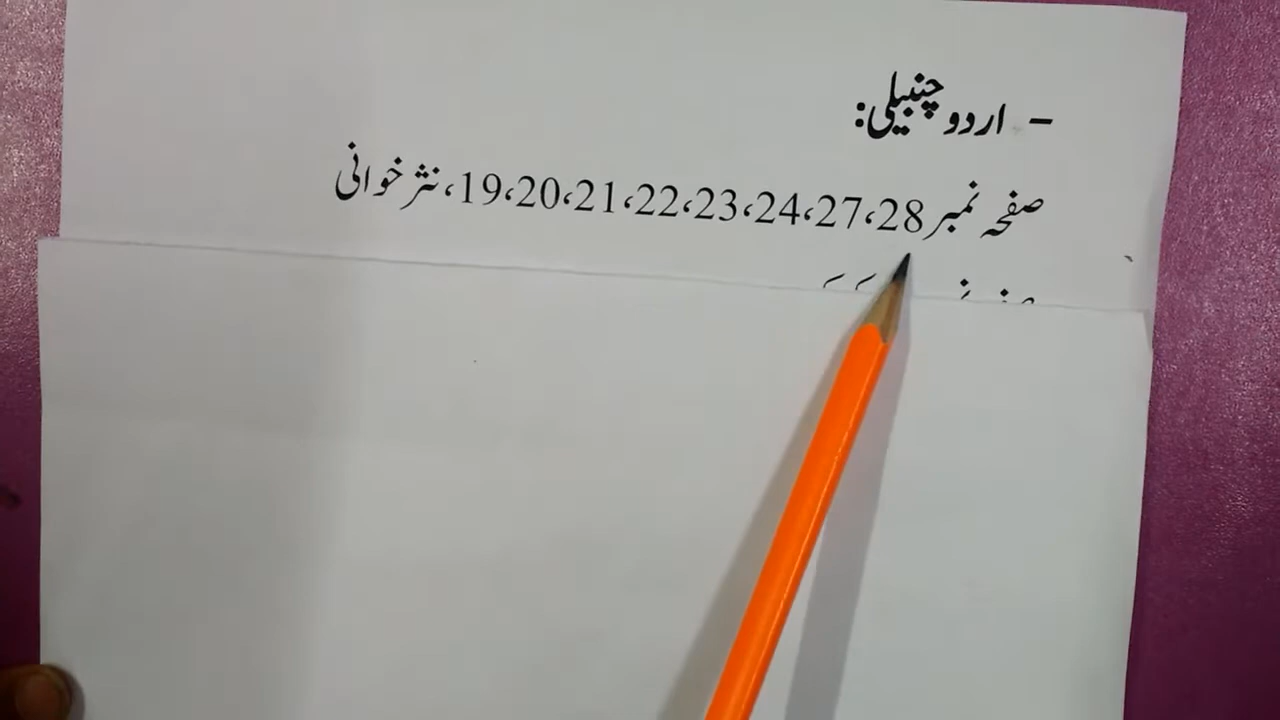 - اردو چنبیلی:
صفحہ نمبر 28،27،24،23،22،21،20،19، نثر خوانی